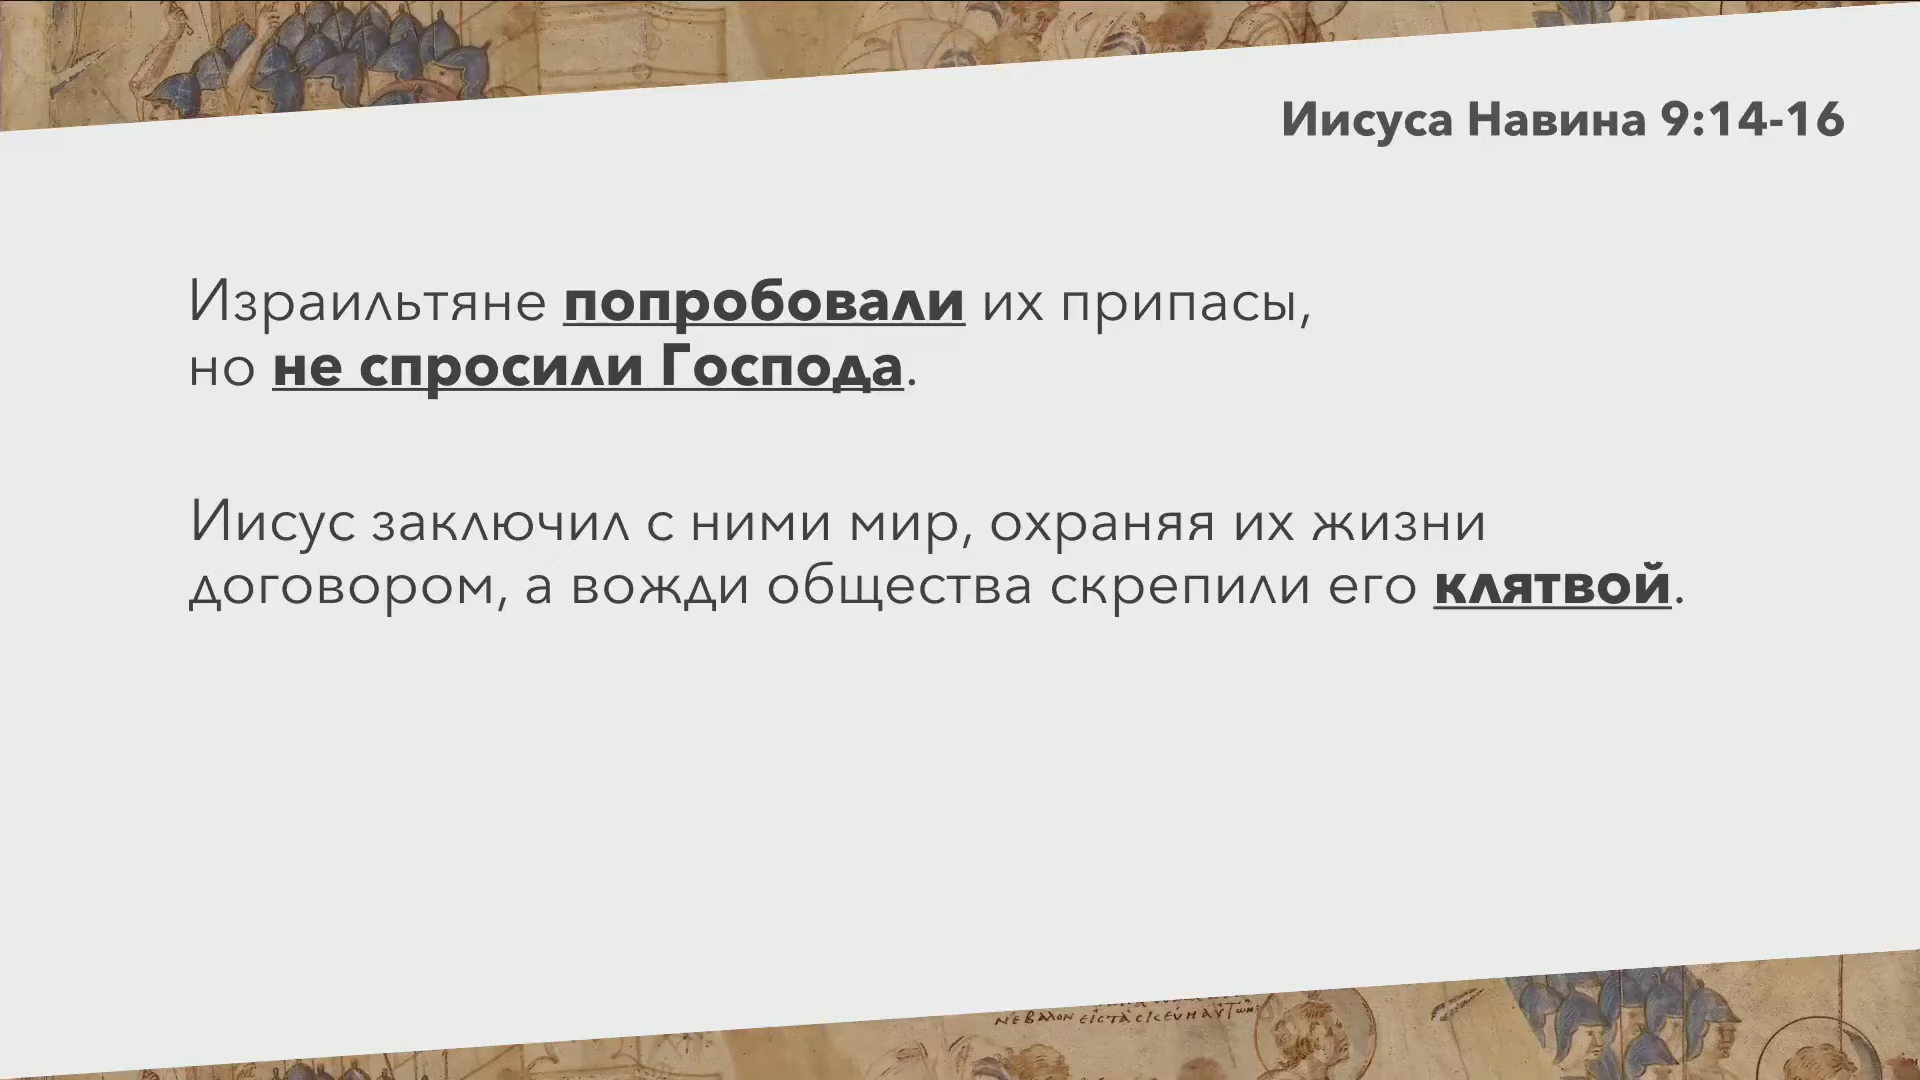 Иисуса Навина 9:14-16
Израильтяне попробовали их припасы,
но не спросили Господа.
Иисус заключил с ними мир, охраняя их жизни
договором, а вожди общества скрепили его клятвой.